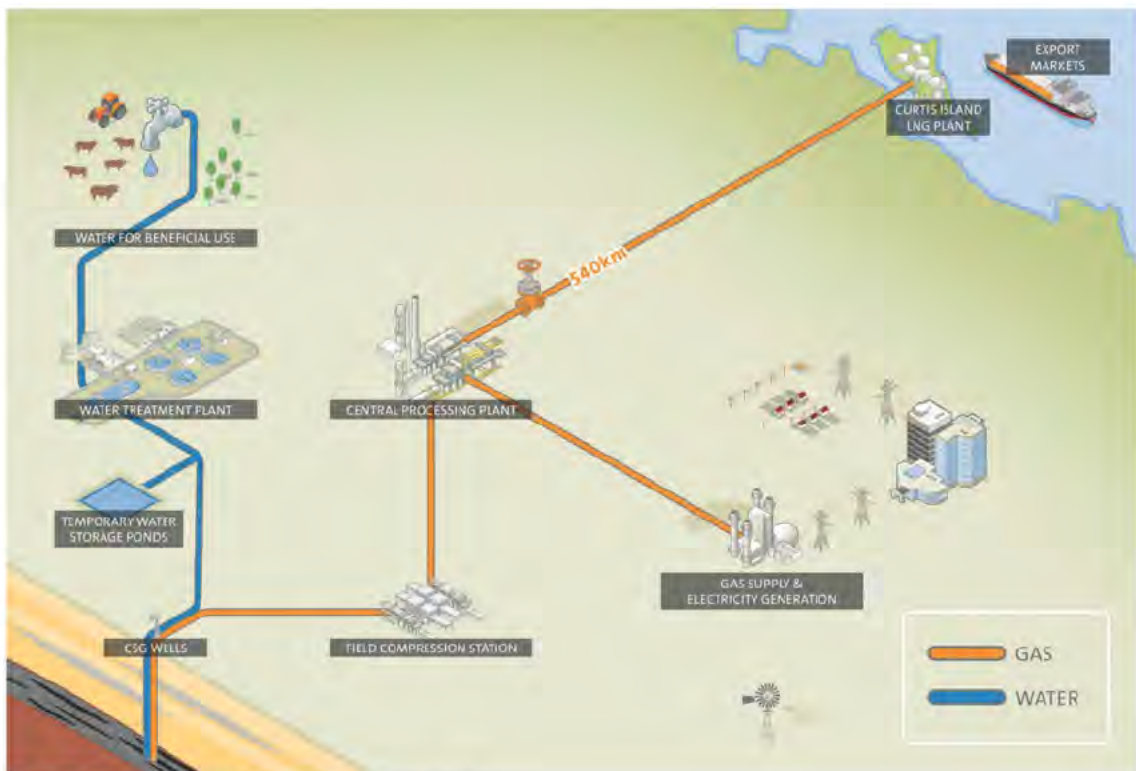 EXPORT
MARKETS
CURTIS ISLAND
LNG PLANT
WATER FOR BENEFICIAL USE
540km
WATER TREATMENT PLANT
CENTRAL PROCESSING PLANT
TEMPORARY WATER
STORAGE PONDS
GAS SUPPLY &
ELECTRICITY GENERATION
CSG WELLS
FIELD COMPRESSION STATION
GAS
WATER